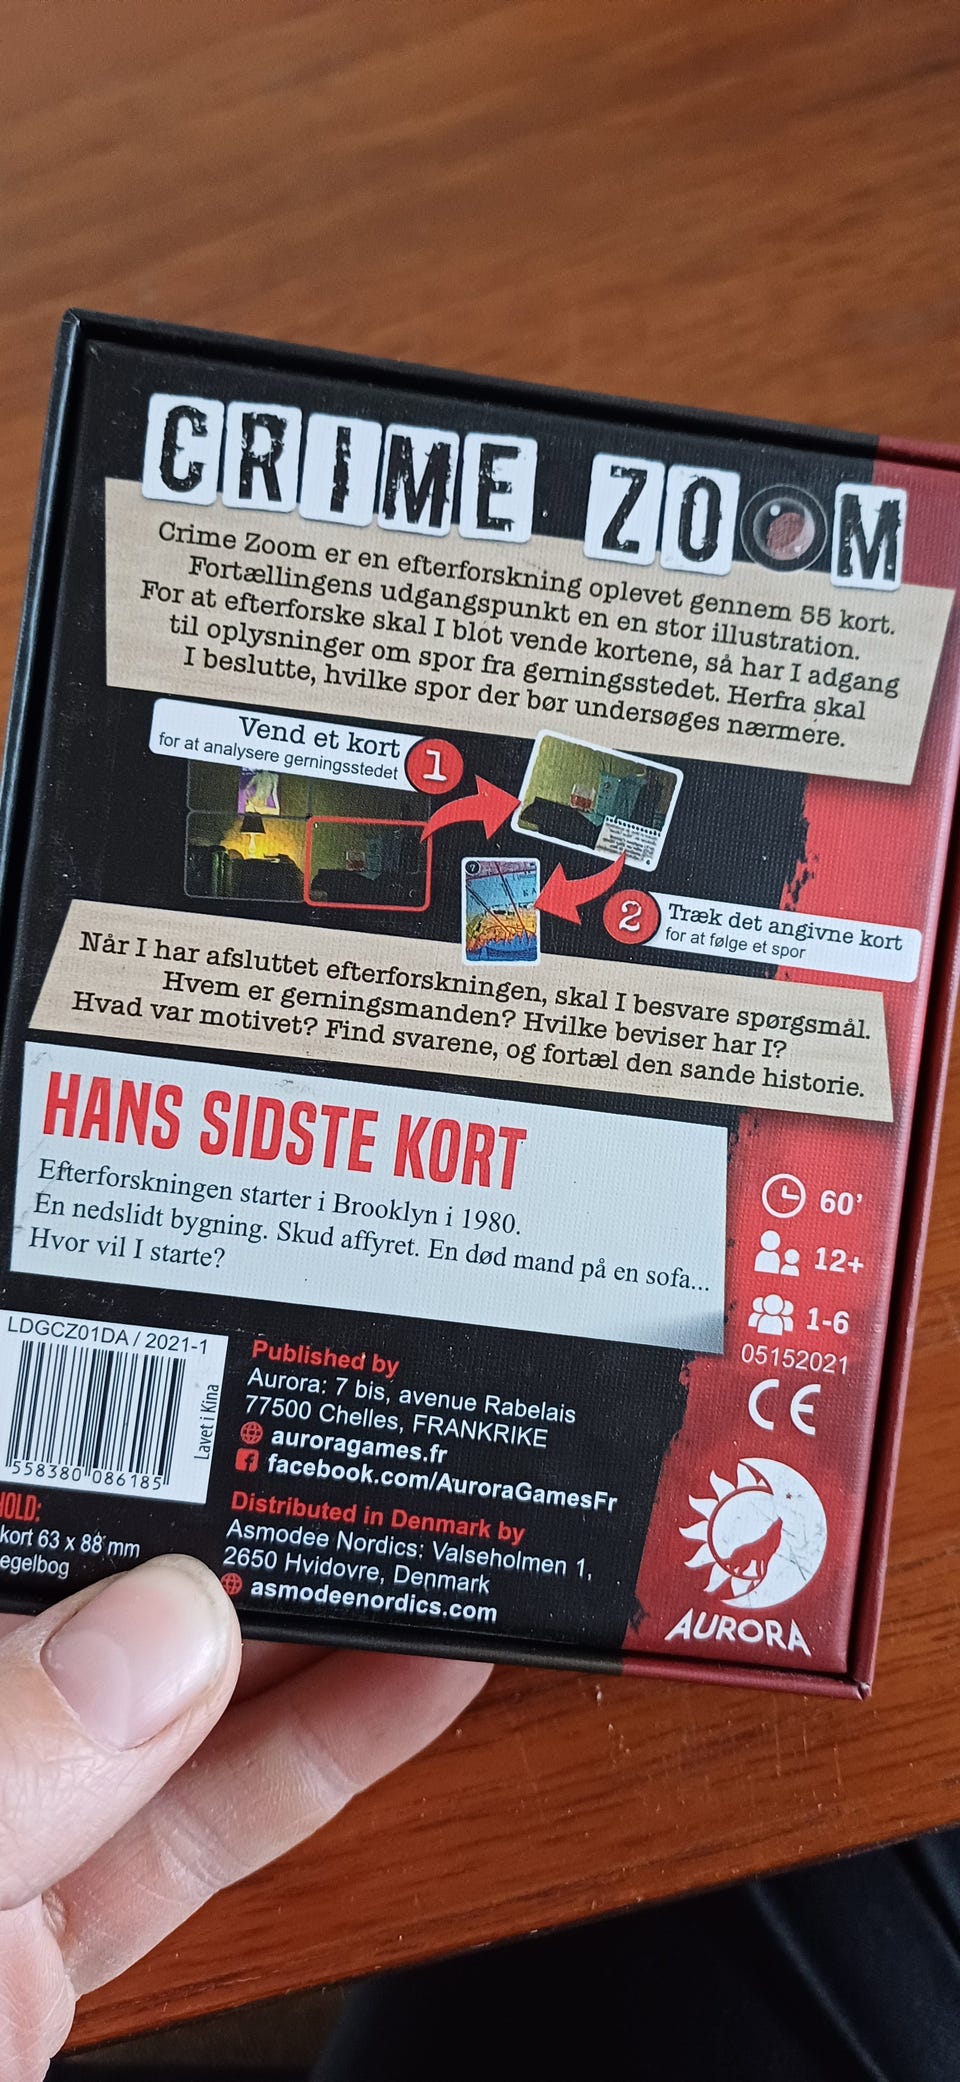 CRIME ZOOM
Crime Zoom er en efterforskning oplevet gennem 55 kort.
Fortællingens udgangspunkt en en stor illustration.
For at efterforske skal I blot vende kortene, så har I adgang
til oplysninger om spor fra gerningsstedet. Herfra skal
I beslutte, hvilke spor der bør undersøges nærmere.
Vend et kort
for at analysere gerningsstedet
1
2
Træk det angivne kort
for at følge et spor
Når I har afsluttet efterforskningen, skal I besvare spørgsmål.
Hvem er gerningsmanden? Hvilke beviser har I?
Hvad var motivet? Find svarene, og fortæl den sande historie.
HANS SIDSTE KORT
Efterforskningen starter i Brooklyn i 1980.
En nedslidt bygning. Skud affyret. En død mand på en sofa...
Hvor vil I starte?
60'
12+
1-6
05152021
CE
LDGCZ01DA / 2021-1
Lavet i Kina
558380 086185
Published by
Aurora: 7 bis, avenue Rabelais
77500 Chelles, FRANKRIKE
auroragames.fr
facebook.com/AuroraGamesFr
Distributed in Denmark by
Asmodee Nordics: Valseholmen 1,
2650 Hvidovre, Denmark
asmodeenordics.com
HOLD:
kort 63 x 88 mm
egelbog
AURORA